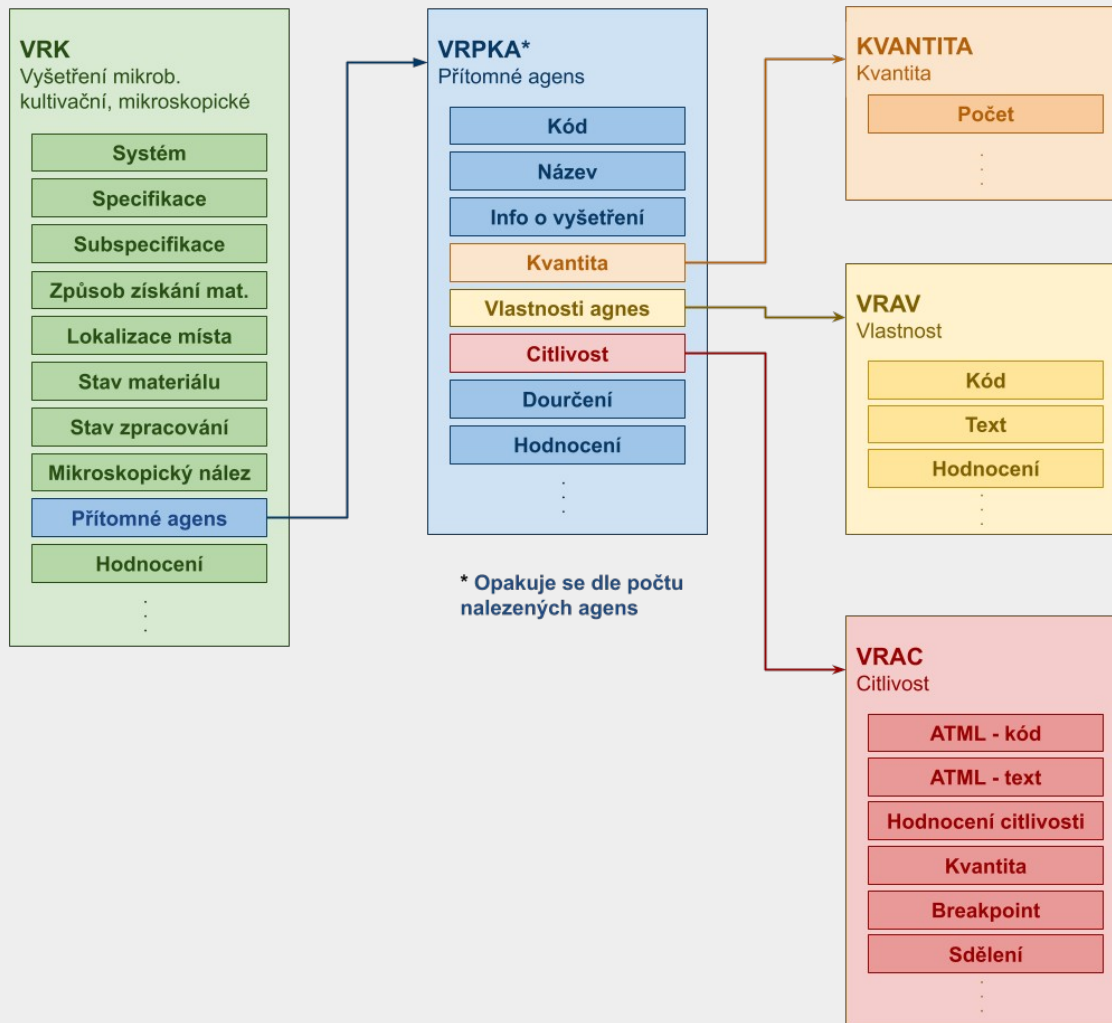 VRK
Vyšetření mikrob.
kultivační, mikroskopické
Systém
Specifikace
Subspecifikace
Způsob získání mat.
Lokalizace místa
Stav materiálu
Stav zpracování
Mikroskopický nález
Přítomné agens
Hodnocení
VRPKA*
Přítomné agens
Kód
Název
Info o vyšetření
Kvantita
Vlastnosti agnes
Citlivost
Dourčení
Hodnocení
* Opakuje se dle počtu
nalezených agens
KVANTITA
Kvantita
Počet
VRAV
Vlastnost
Kód
Text
Hodnocení
VRAC
Citlivost
ATML - kód
ATML - text
Hodnocení citlivosti
Kvantita
Breakpoint
Sdělení